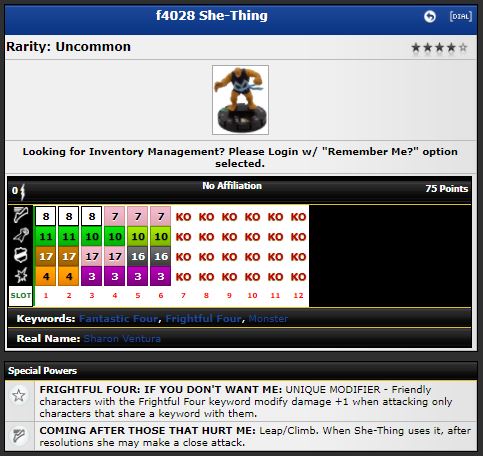 f4028 She-Thing
[DIAL]
Rarity: Uncommon
Looking for Inventory Management? Please Login w/ "Remember Me?" option
selected.
0 No Affiliation 75 Points
8 8 8 7 7 7 KO KO KO KO KO KO
11 11 10 10 10 10 KO KO KO KO KO KO
17 17 17 17 16 16 KO KO KO KO KO KO
4 4 3 3 3 3 KO KO KO KO KO KO
SLOT 1 2 3 4 5 6 7 8 9 10 11 12
Keywords: Fantastic Four, Frightful Four, Monster
Real Name: Sharon Ventura
Special Powers
FRIGHTFUL FOUR: IF YOU DON'T WANT ME: UNIQUE MODIFIER - Friendly
characters with the Frightful Four keyword modify damage +1 when attacking only
characters that share a keyword with them.
COMING AFTER THOSE THAT HURT ME: Leap/Climb. When She-Thing uses it, after
resolutions she may make a close attack.